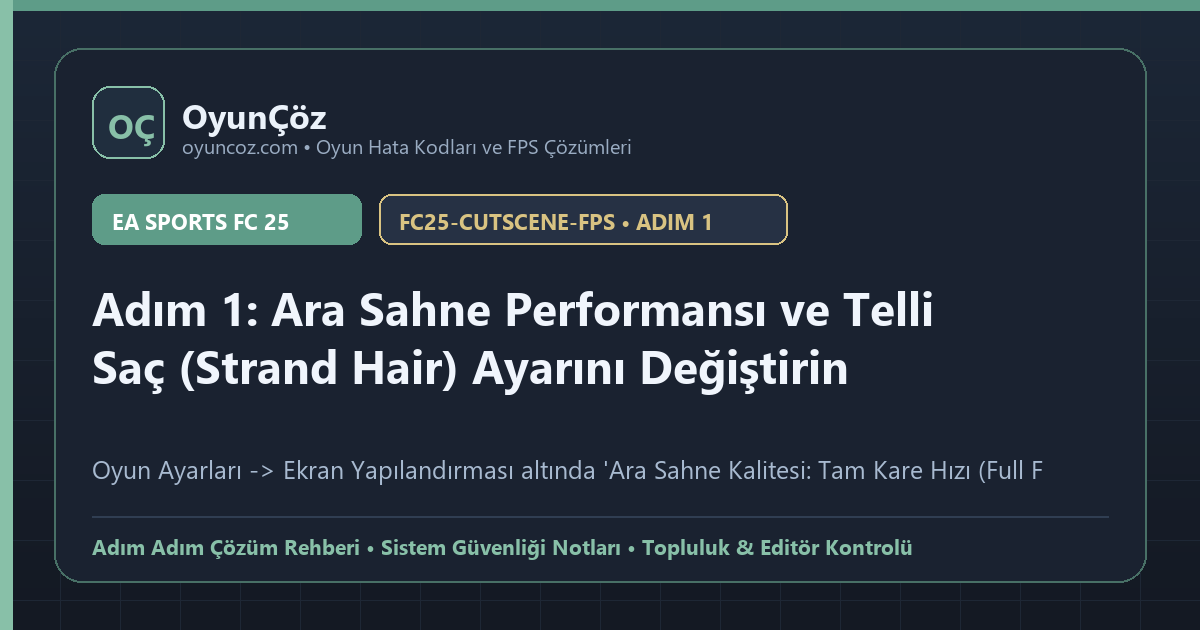 OÇ
OyunÇöz
oyuncoz.com • Oyun Hata Kodları ve FPS Çözümleri
EA SPORTS FC 25
FC25-CUTSCENE-FPS • ADIM 1
Adım 1: Ara Sahne Performansı ve Telli
Saç (Strand Hair) Ayarını Değiştirin
Oyun Ayarları -> Ekran Yapılandırması altında 'Ara Sahne Kalitesi: Tam Kare Hızı (Full F
Adım Adım Çözüm Rehberi • Sistem Güvenliği Notları • Topluluk & Editör Kontrolü